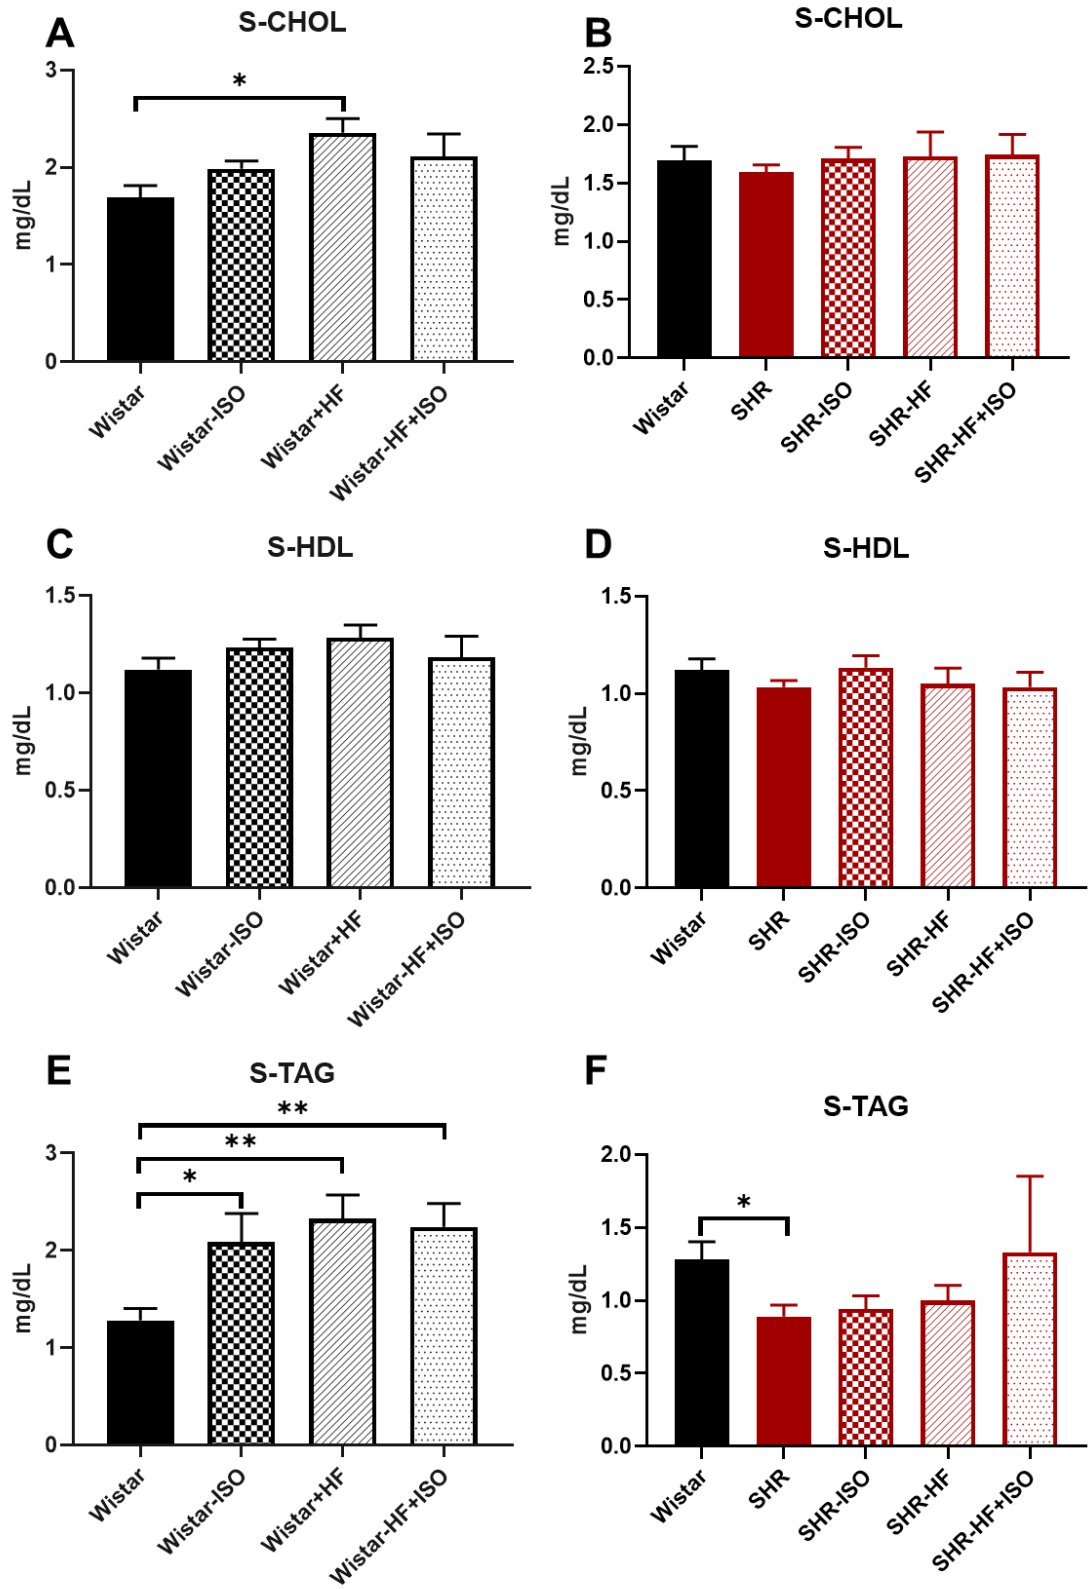 A
S-CHOL
3
2
1
0
mg/dL
*
Wistar
Wistar-ISO
Wistar+HF
Wistar-HF+ISO
B
S-CHOL
2.5
2.0
1.5
1.0
0.5
0.0
mg/dL
Wistar
SHR
SHR-ISO
SHR-HF
SHR-HF+ISO
C
S-HDL
1.5
1.0
0.5
0.0
mg/dL
Wistar
Wistar-ISO
Wistar+HF
Wistar-HF+ISO
D
S-HDL
1.5
1.0
0.5
0.0
mg/dL
Wistar
SHR
SHR-ISO
SHR-HF
SHR-HF+ISO
E
S-TAG
**
**
*
3
2
1
0
mg/dL
Wistar
Wistar-ISO
Wistar+HF
Wistar-HF+ISO
F
S-TAG
2.0
1.5
1.0
0.5
0.0
mg/dL
*
Wistar
SHR
SHR-ISO
SHR-HF
SHR-HF+ISO